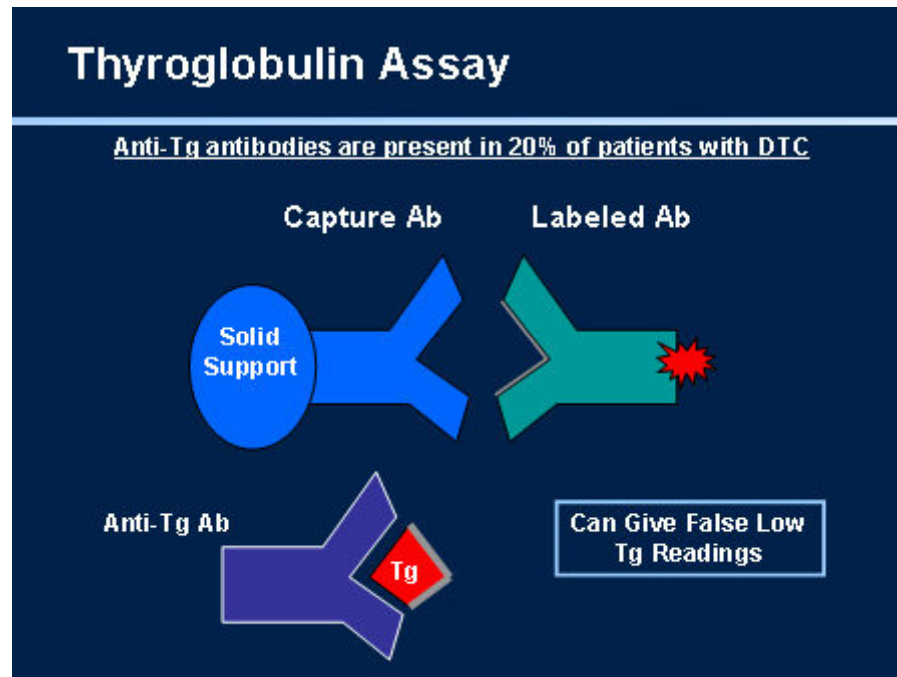 Thyroglobulin Assay
Anti-Tg antibodies are present in 20% of patients with DTC
Capture Ab
Labeled Ab
Solid
Support
Anti-Tg Ab
Tg
Can Give False Low
Tg Readings